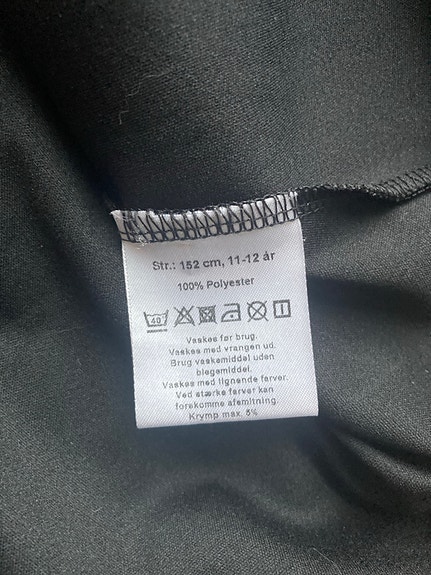 Str.: 152 cm, 11-12 år
100% Polyester
40
Vaskes før brug.
Vaskes med vrangen ud.
Brug vaskemiddel uden
blegemiddel.
Vaskes med lignende farver.
Ved stærke farver kan
forekomme afsmitning.
Krymp max. 5%